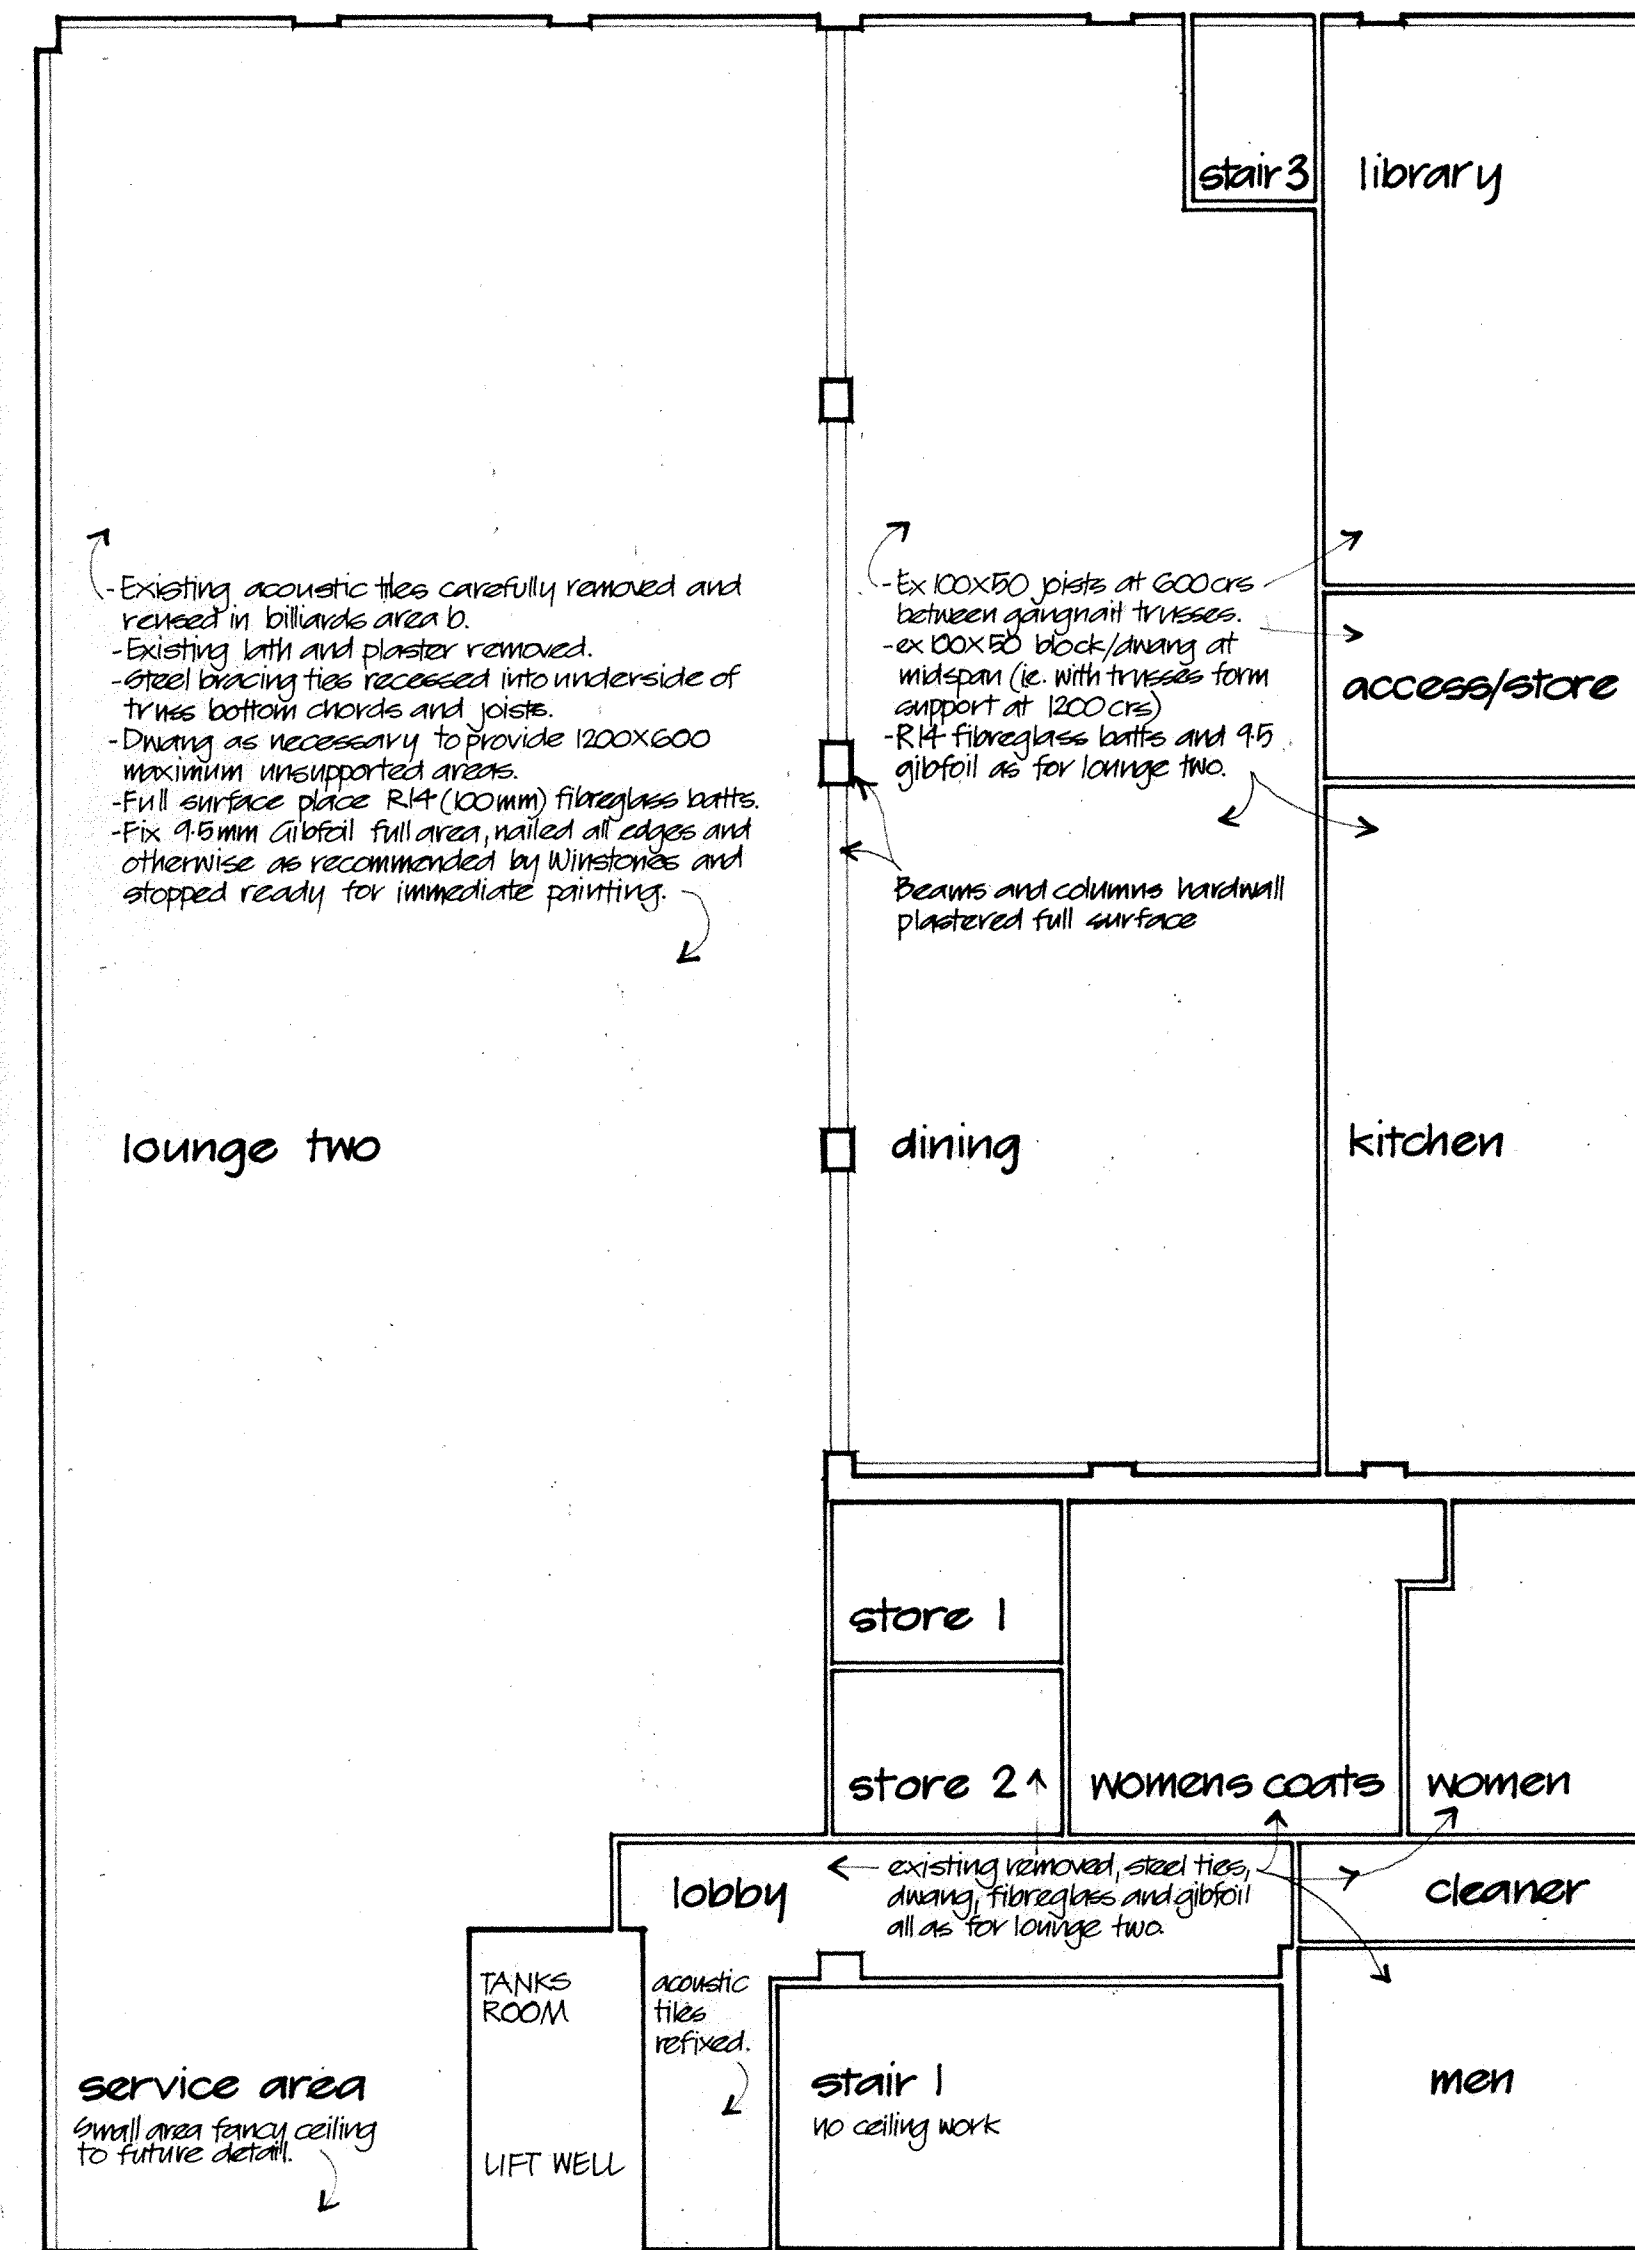 stair 3
library
-Existing acoustic tiles carefully removed and
reused in billiards area b.
-Existing lath and plaster removed.
-Steel bracing ties recessed into underside of
truss bottom chords and joists.
-Dwang as necessary to provide 1200X600
maximum unsupported areas.
-Full surface place R14 (100mm) fibreglass batts.
-Fix 9.5mm Gibfoil full area, nailed all edges and
otherwise as recommended by Winstones and
stopped ready for immediate painting.
-Ex 100X50 joists at 600crs
between gangnail trusses.
-ex 100X50 block/dwang at
midspan (ie. with trusses form
support at 1200 crs)
-R14 fibreglass batts and 9.5
gibfoil as for lounge two.
access/store
Beams and columns hardwall
plastered full surface
lounge two
dining
kitchen
store 1
store 2
womens coats
women
lobby
existing removed, steel ties,
dwang, fibreglass and gibfoil
all as for lounge two.
cleaner
TANKS
ROOM
acoustic
tiles
refixed.
service area
Small area fancy ceiling
to future detail.
LIFT WELL
stair 1
no ceiling work
men